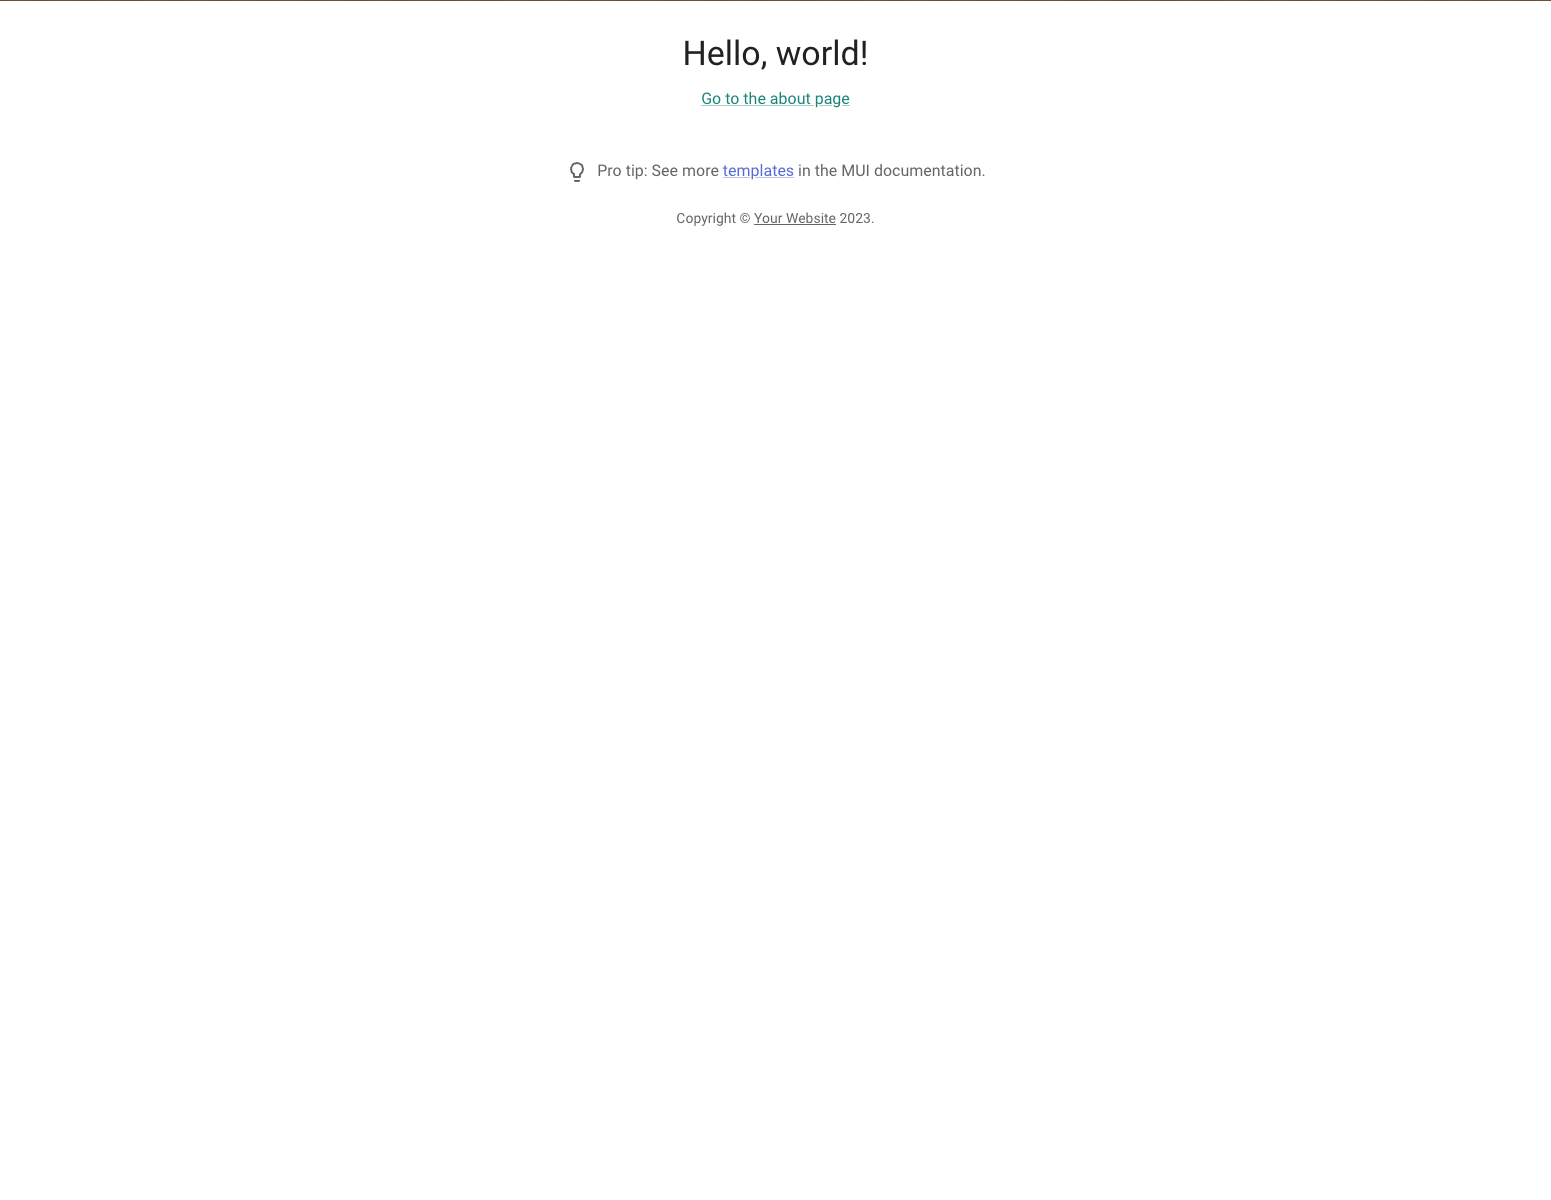 Hello, world!
Go to the about page
Pro tip: See more templates in the MUI documentation.
Copyright © Your Website 2023.